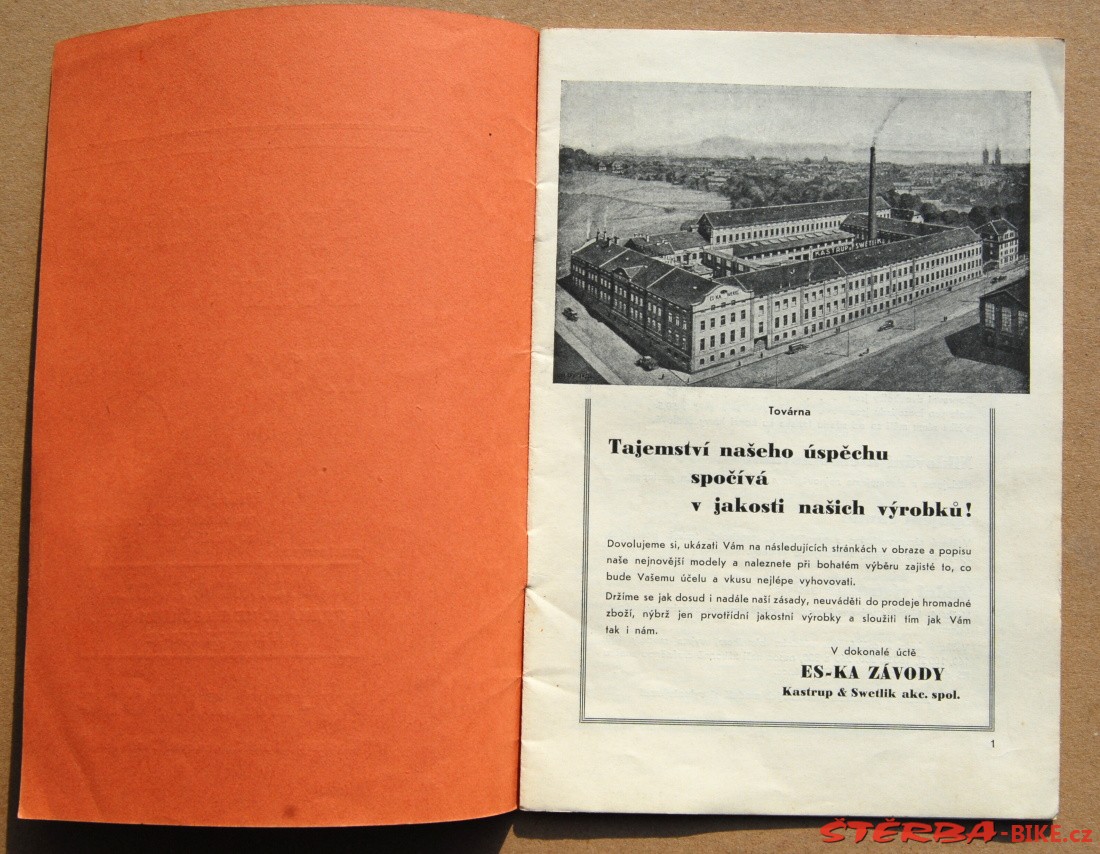 KASTRUP & SWETLIK
Továrna
Tajemství našeho úspěchu
spočívá
v jakosti našich výrobků!
Dovolujeme si, ukázati Vám na následujících stránkách v obraze a popisu
naše nejnovější modely a naleznete při bohatém výběru zajisté to, co
bude Vašemu účelu a vkusu nejlépe vyhovovati.
Držíme se jak dosud i nadále naší zásady, neuváděti do prodeje hromadné
zboží, nýbrž jen prvotřídní jakostní výrobky a sloužiti tím jak Vám
tak i nám.
V dokonalé úctě
ES-KA ZÁVODY
Kastrup & Swetlik akc. spol.
1
ŠTĚRBA-BIKE.cz